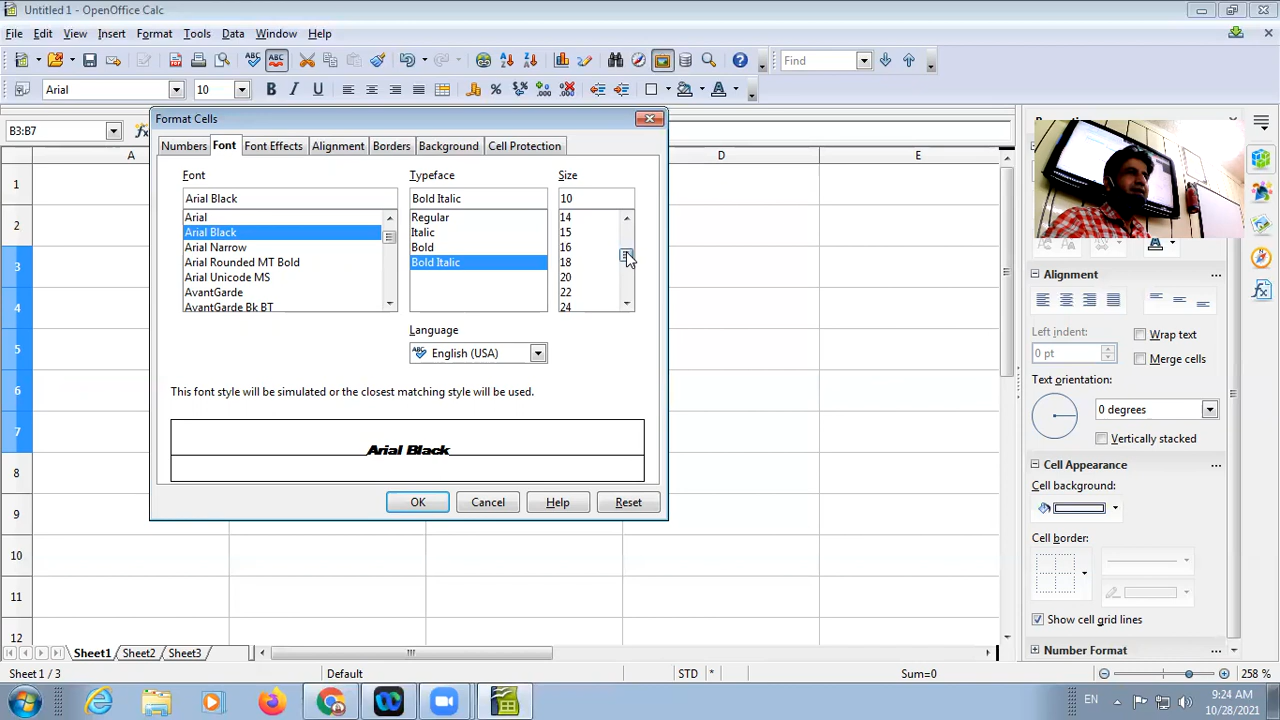 Untitled 1 - OpenOffice Calc
File Edit View Insert Format Tools Data Window Help
Find
Arial 10
B3:B7
Format Cells
Numbers Font Font Effects Alignment Borders Background Cell Protection
Font Typeface Size
Arial Black Bold Italic 10
Arial Regular 14
Arial Black Italic 15
Arial Narrow Bold 16
Arial Rounded MT Bold Bold Italic 18
Arial Unicode MS 20
AvantGarde 22
AvantGarde Bk BT 24
Language
English (USA)
This font style will be simulated or the closest matching style will be used.
Arial Black
OK Cancel Help Reset
A D E
1
2
3
4
5
6
7
8
9
10
11
12
Alignment
Left indent: Wrap text
0 pt Merge cells
Text orientation:
0 degrees
Vertically stacked
Cell Appearance
Cell background:
Cell border:
Show cell grid lines
Number Format
Sheet1 Sheet2 Sheet3
Sheet 1 / 3 Default STD * Sum=0 258 %
EN 9:24 AM
10/28/2021